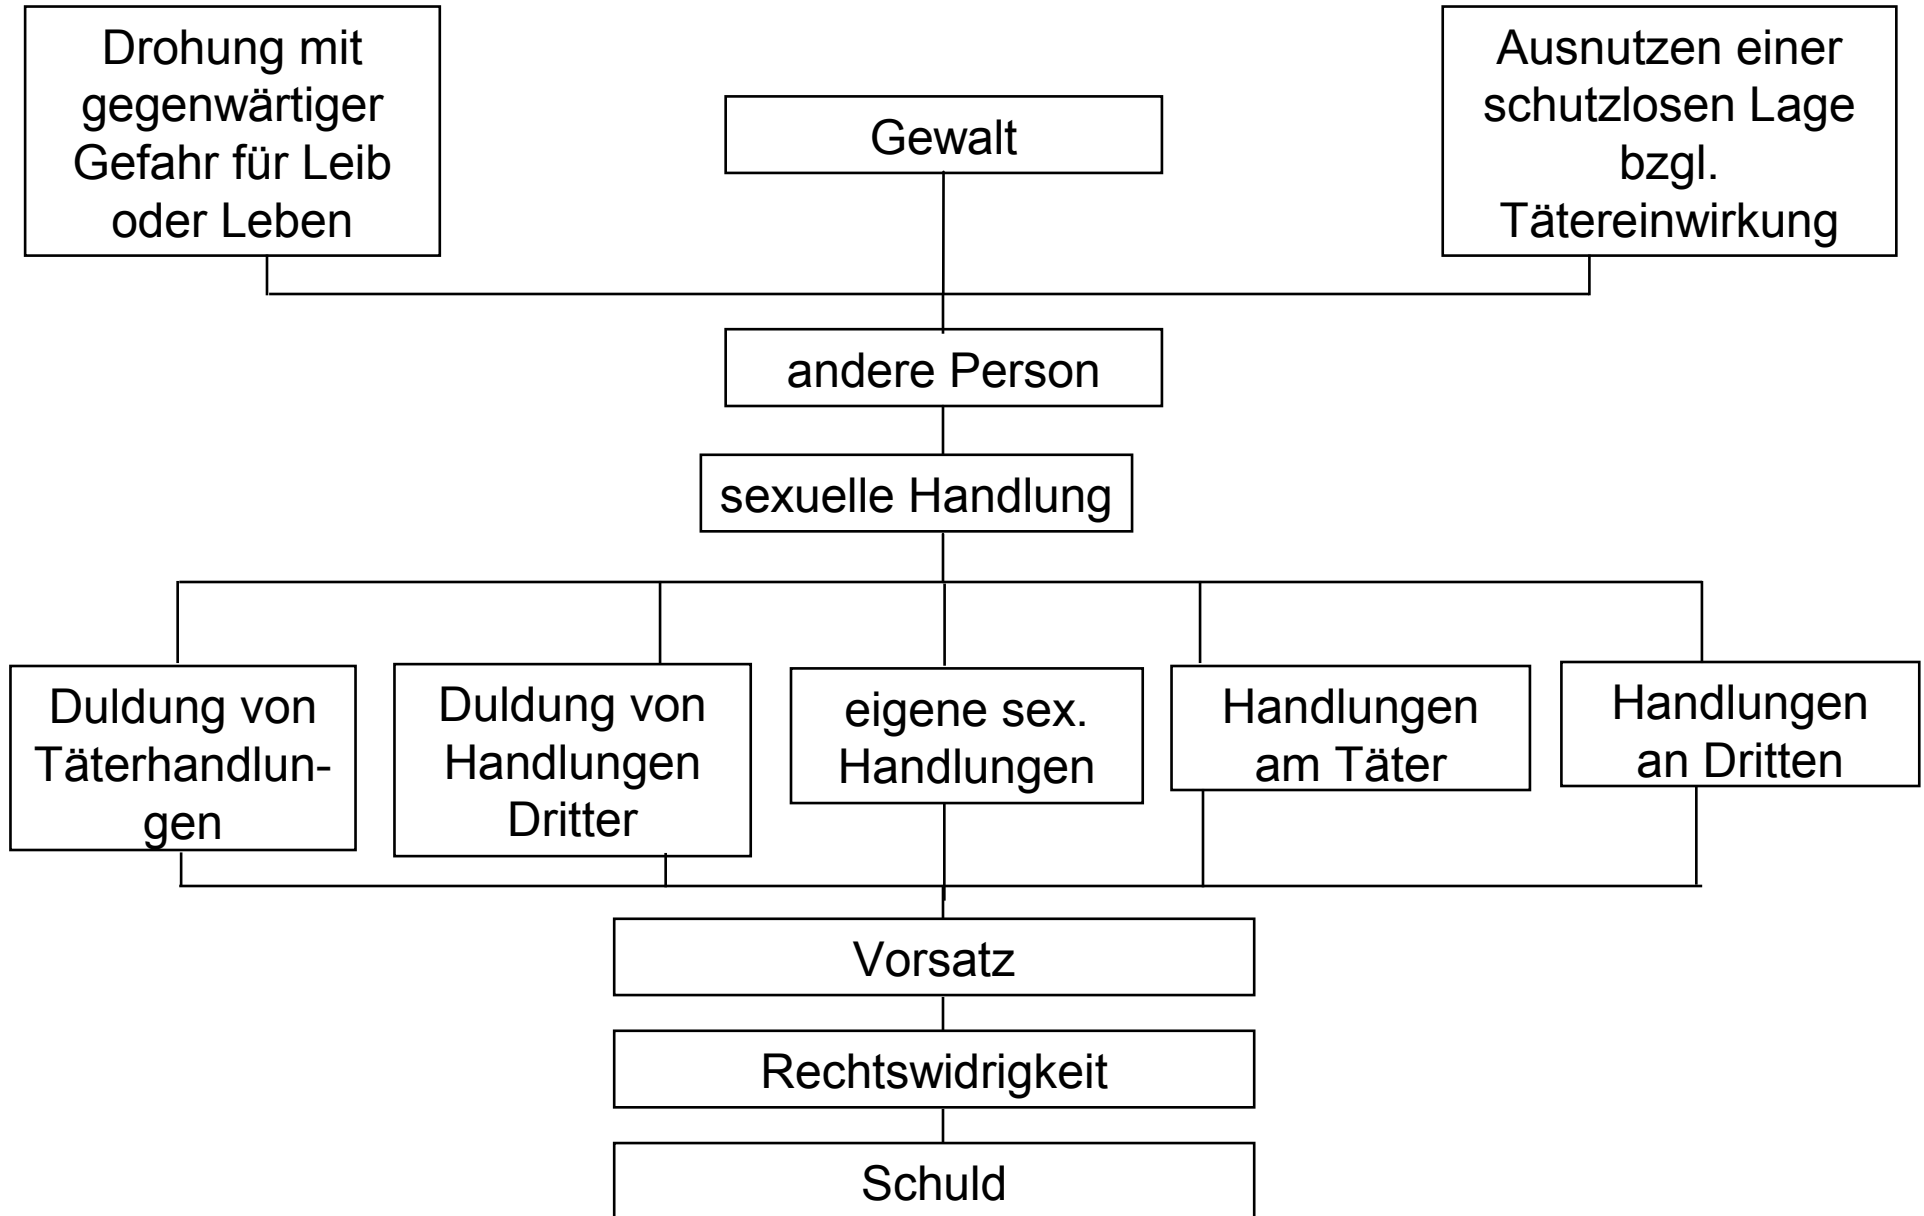 Drohung mit
gegenwärtiger
Gefahr für Leib
oder Leben
Gewalt
Ausnutzen einer
schutzlosen Lage
bzgl.
Tätereinwirkung
andere Person
sexuelle Handlung
Duldung von
Täterhandlun-
gen
Duldung von
Handlungen
Dritter
eigene sex.
Handlungen
Handlungen
am Täter
Handlungen
an Dritten
Vorsatz
Rechtswidrigkeit
Schuld